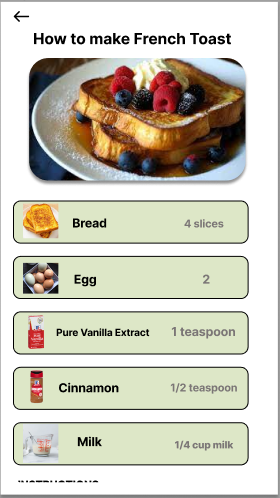 How to make French Toast
Bread 4 slices
Egg 2
Pure Vanilla Extract 1 teaspoon
Cinnamon 1/2 teaspoon
Milk 1/4 cup milk
INSTRUCTIONS